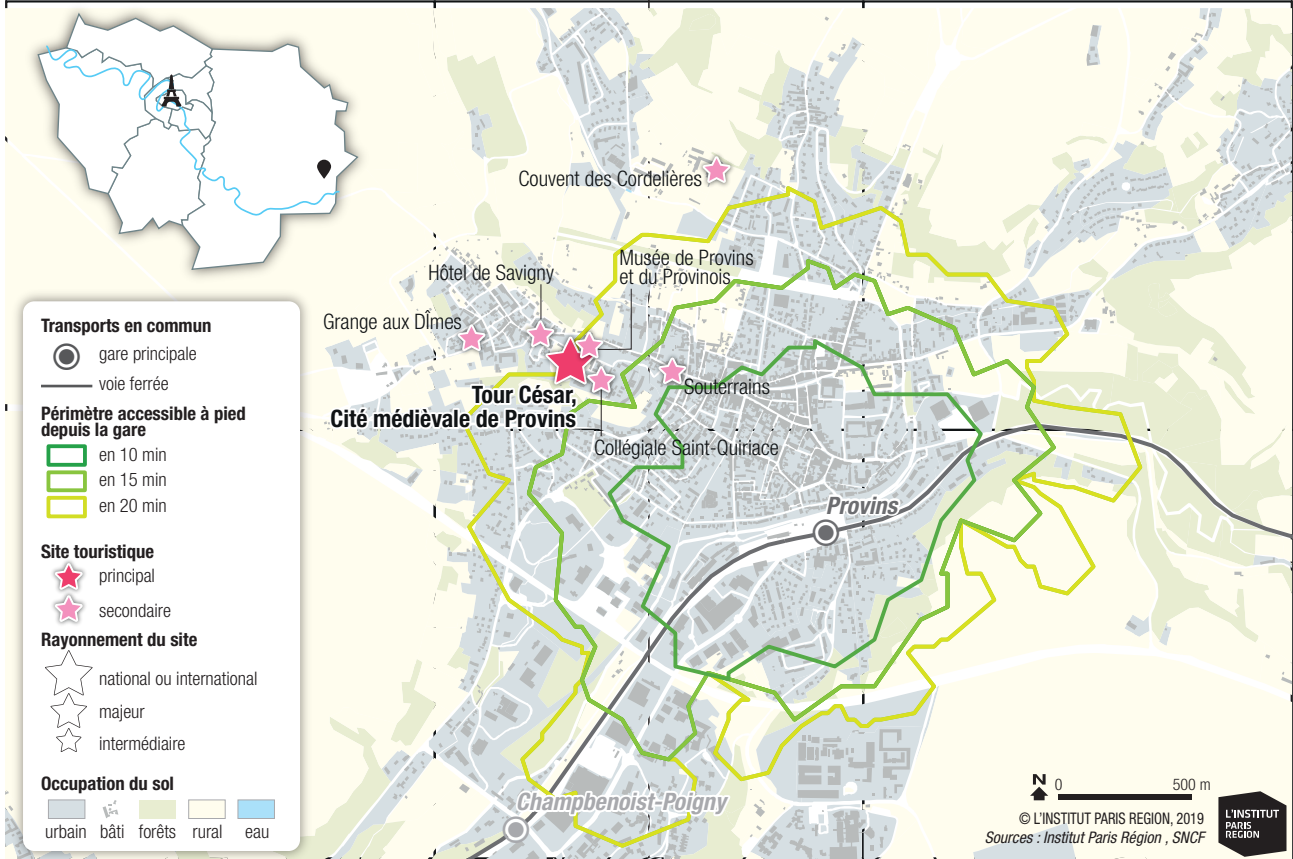 Couvent des Cordelières
Musée de Provins
et du Provinois
Hôtel de Savigny
Grange aux Dîmes
Souterrains
Tour César,
Cité médièvale de Provins
Collégiale Saint-Quiriace
Provins
Champbenoist-Poigny
Transports en commun
gare principale
voie ferrée
Périmètre accessible à pied
depuis la gare
en 10 min
en 15 min
en 20 min
Site touristique
principal
secondaire
Rayonnement du site
national ou international
majeur
intermédiaire
Occupation du sol
urbain bâti forêts rural eau
N 0 500 m
© L'INSTITUT PARIS REGION, 2019
Sources : Institut Paris Région , SNCF
L'INSTITUT
PARIS
REGION